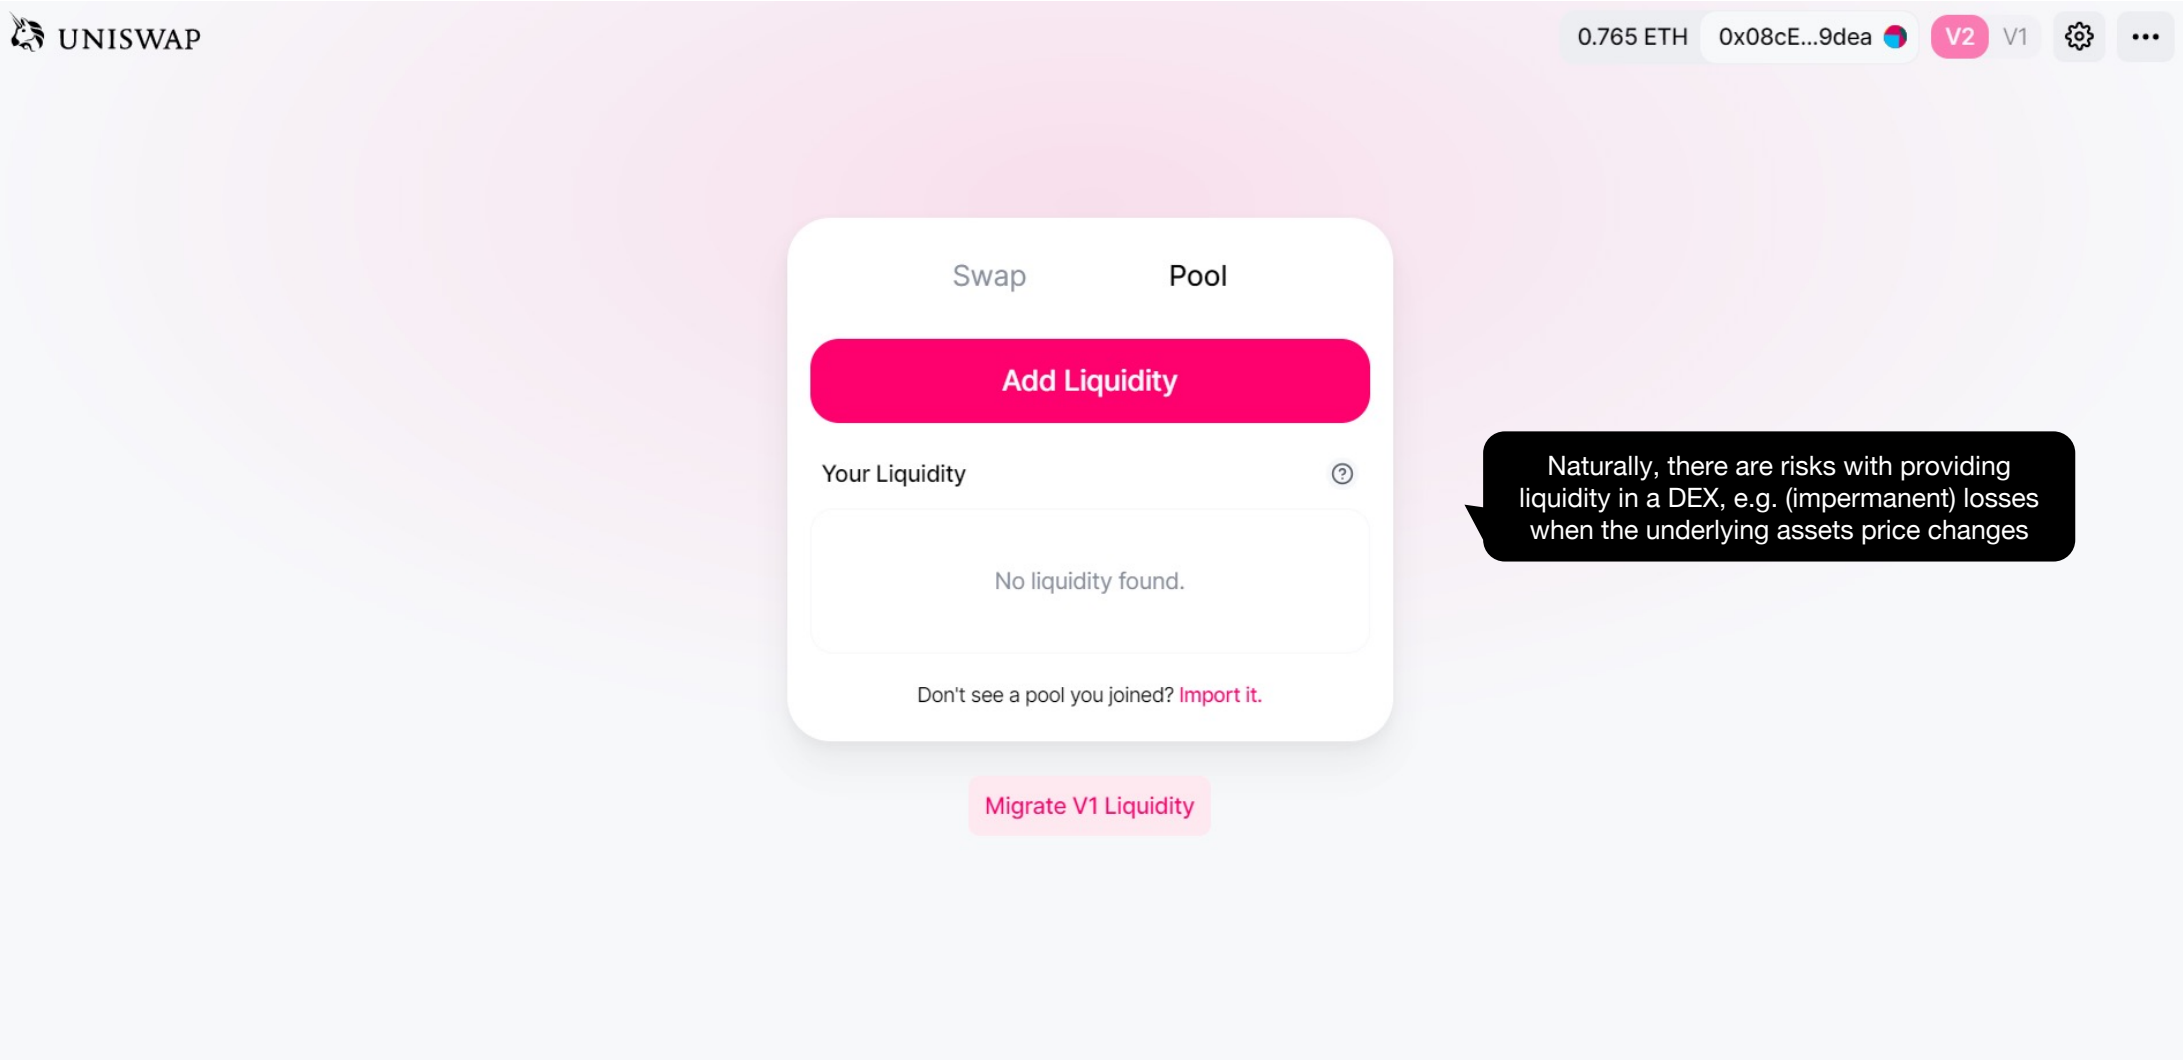 UNISWAP
0.765 ETH 0x08cE...9dea V2 V1
Swap Pool
Add Liquidity
Your Liquidity
No liquidity found.
Don't see a pool you joined? Import it.
Migrate V1 Liquidity
Naturally, there are risks with providing
liquidity in a DEX, e.g. (impermanent) losses
when the underlying assets price changes